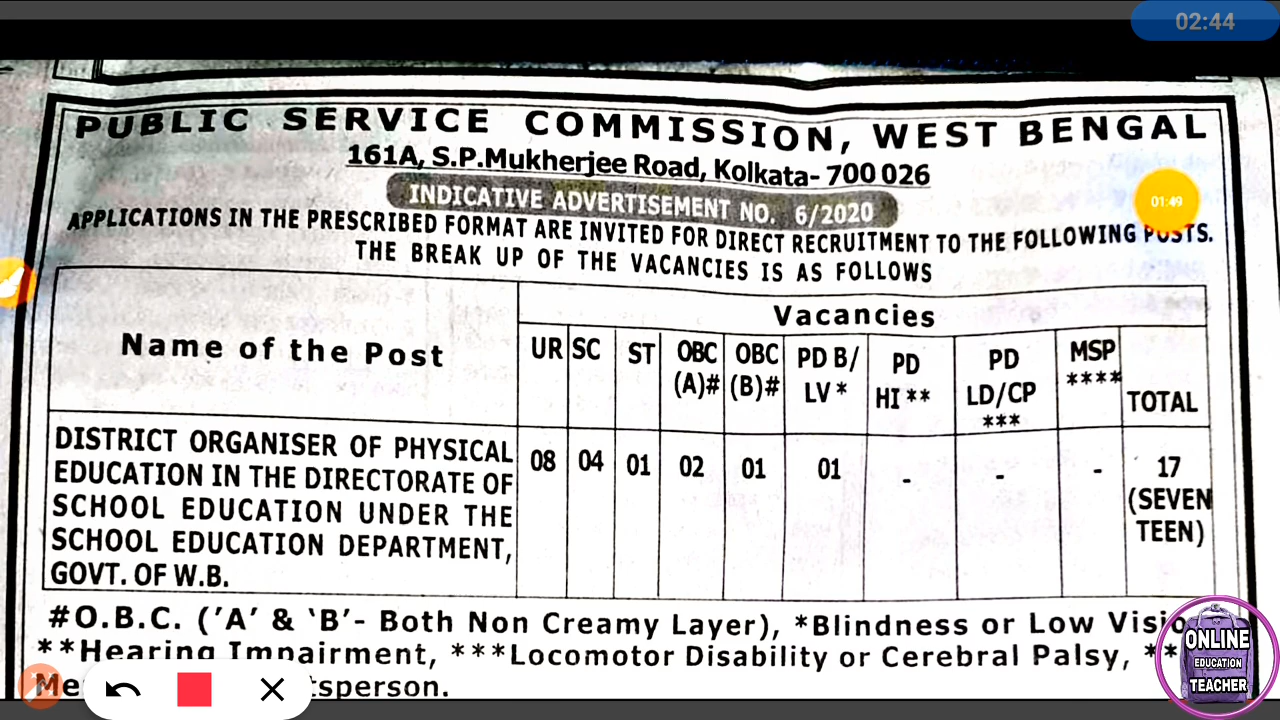 02:44
PUBLIC SERVICE COMMISSION, WEST BENGAL
161A, S.P.Mukherjee Road, Kolkata- 700 026
INDICATIVE ADVERTISEMENT NO. 6/2020
01:49
APPLICATIONS IN THE PRESCRIBED FORMAT ARE INVITED FOR DIRECT RECRUITMENT TO THE FOLLOWING POSTS.
THE BREAK UP OF THE VACANCIES IS AS FOLLOWS
Name of the Post
Vacancies
UR SC ST OBC (A)# OBC (B)# PD B/ LV * PD HI ** PD LD/CP *** MSP **** TOTAL
DISTRICT ORGANISER OF PHYSICAL
EDUCATION IN THE DIRECTORATE OF
SCHOOL EDUCATION UNDER THE
SCHOOL EDUCATION DEPARTMENT,
GOVT. OF W.B.
08 04 01 02 01 01 - - - 17
(SEVEN
TEEN)
#O.B.C. ('A' & 'B'- Both Non Creamy Layer), *Blindness or Low Visio
**Hearing Impairment, ***Locomotor Disability or Cerebral Palsy, **
Me tsperson.
ONLINE
EDUCATION
TEACHER